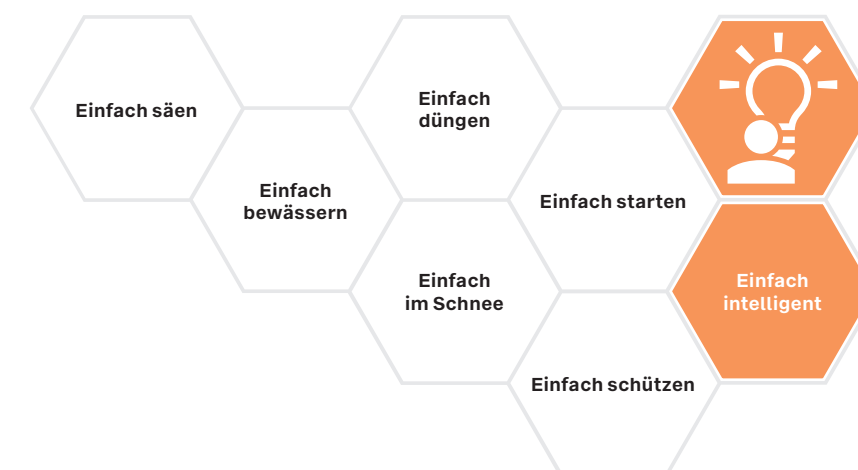 Einfach säen
Einfach
düngen
Einfach
bewässern
Einfach starten
Einfach
im Schnee
Einfach
intelligent
Einfach schützen